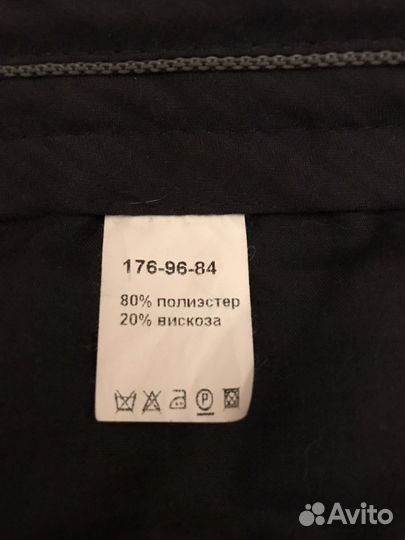 176-96-84
80% полиэстер
20% вискоза
P
Avito